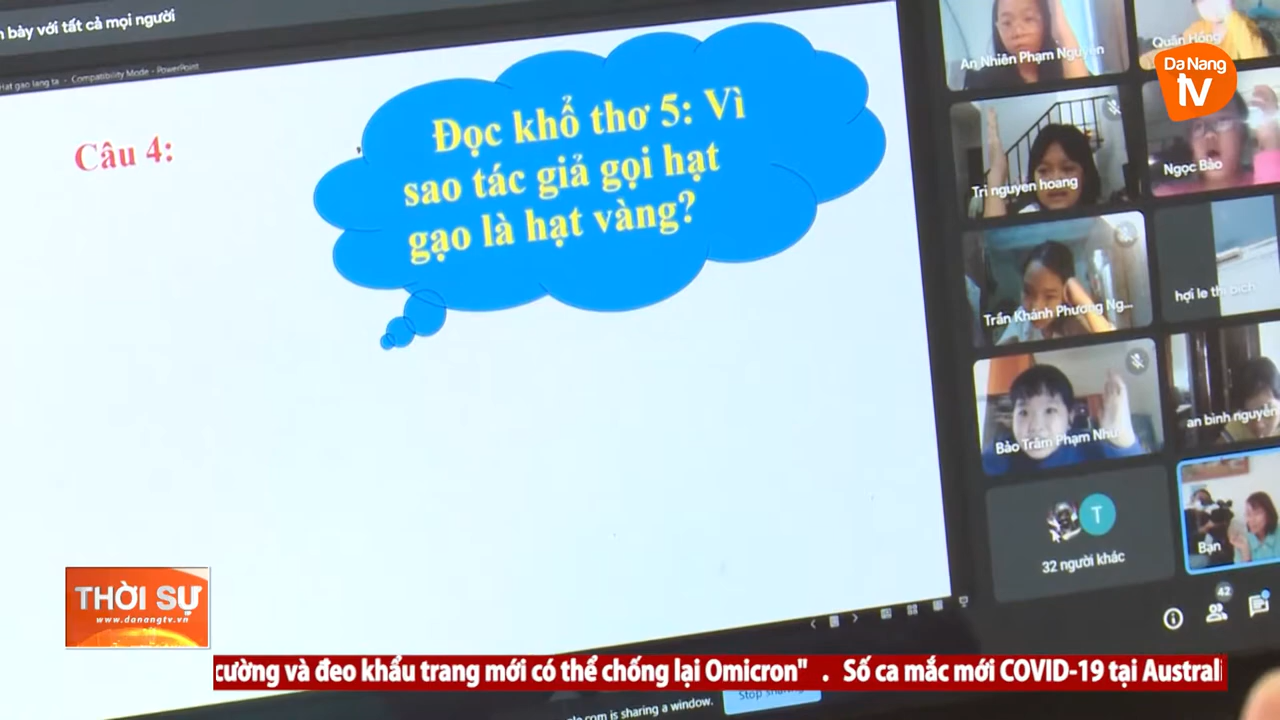 n bày với tất cả mọi người
Hat gao lang ta - Compatibility Mode - PowerPoint
Câu 4:
Đọc khổ thơ 5: Vì
sao tác giả gọi hạt
gạo là hạt vàng?
An Nhiên Phạm Nguyên
Quân Hồng
Da Nang
tv
Tri nguyen hoang
Ngọc Bảo
Trần Khánh Phương Ng...
hợi le thi bich
Bảo Trâm Phạm Như
an bình nguyễn
T
32 người khác
Bạn
42
THỜI SỰ
www.danangtv.vn
cường và đeo khẩu trang mới có thể chống lại Omicron" . Số ca mắc mới COVID-19 tại Australi
le.com is sharing a window.
Stop sharing